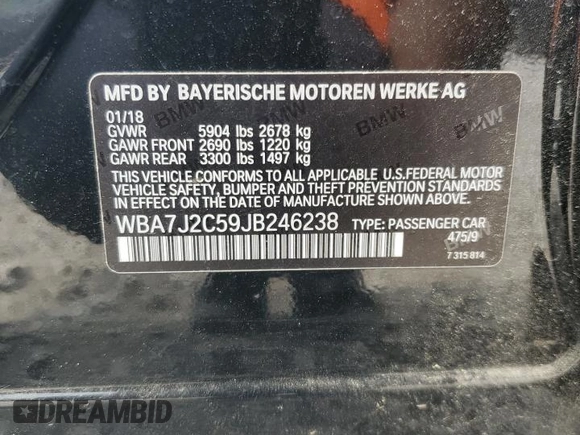 MFD BY BAYERISCHE MOTOREN WERKE AG
01/18
GVWR 5904 lbs 2678 kg
GAWR FRONT 2690 lbs 1220 kg
GAWR REAR 3300 lbs 1497 kg
THIS VEHICLE CONFORMS TO ALL APPLICABLE U.S.FEDERAL MOTOR
VEHICLE SAFETY, BUMPER AND THEFT PREVENTION STANDARDS
IN EFFECT ON THE DATE OF MANUFACTURE SHOWN ABOVE.
WBA7J2C59JB246238 TYPE: PASSENGER CAR
475/9
7 315 814
BMW
BMW
BMW
BMW
DREAMBID